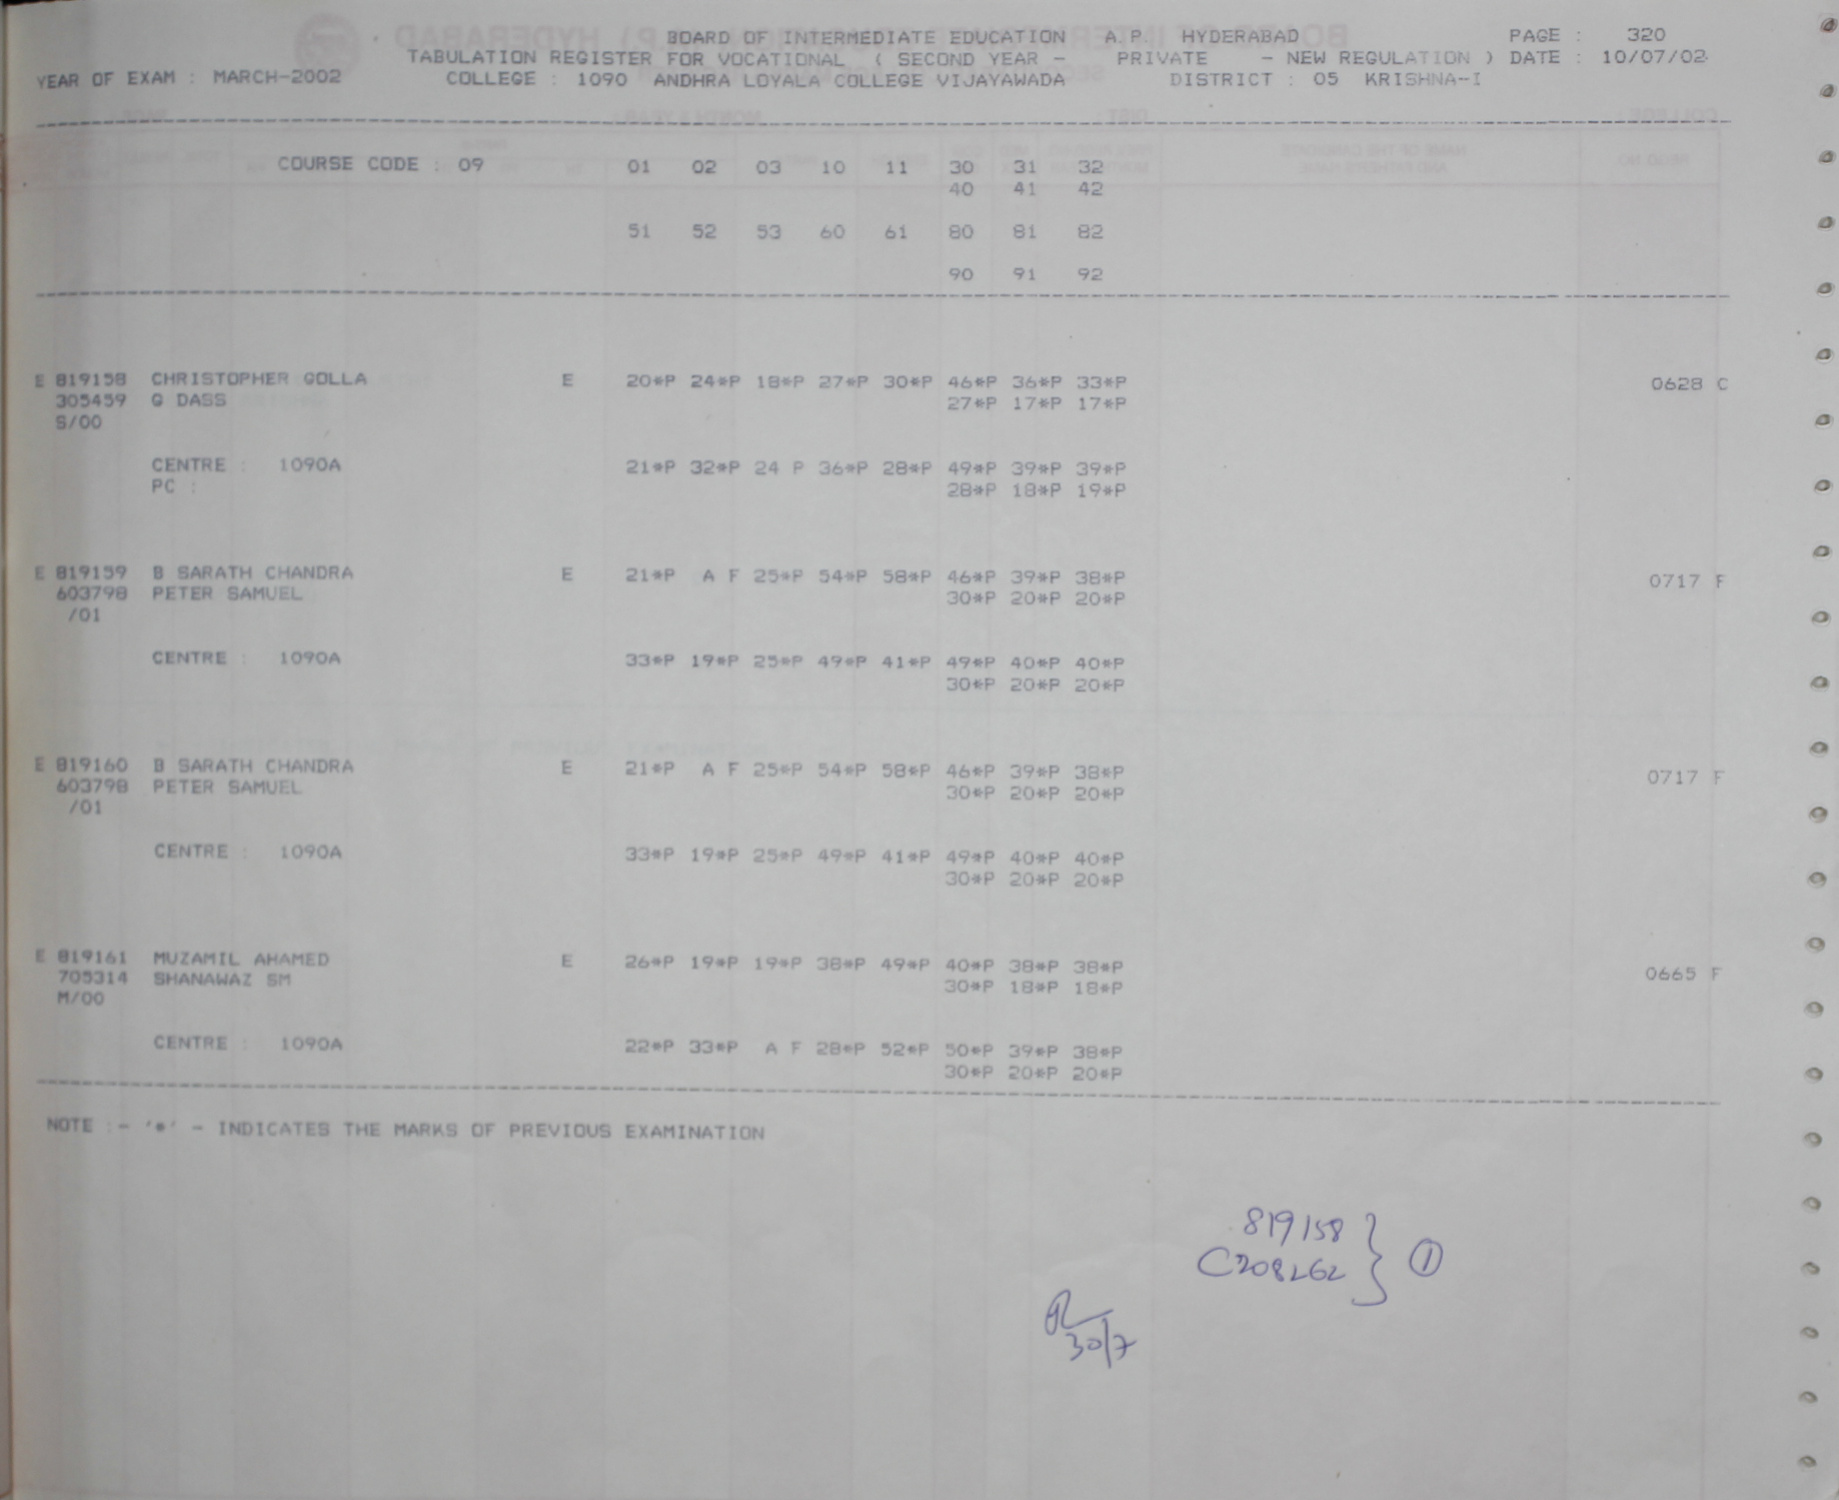 BOARD OF INTERMEDIATE EDUCATION A.P. HYDERABAD PAGE : 320
TABULATION REGISTER FOR VOCATIONAL ( SECOND YEAR - PRIVATE - NEW REGULATION ) DATE : 10/07/02
YEAR OF EXAM : MARCH-2002 COLLEGE : 1090 ANDHRA LOYALA COLLEGE VIJAYAWADA DISTRICT : 05 KRISHNA-I
COURSE CODE : 09 01 02 03 10 11 30 31 32
40 41 42
51 52 53 60 61 80 81 82
90 91 92
E 819158 CHRISTOPHER GOLLA E 20*P 24*P 18*P 27*P 30*P 46*P 36*P 33*P 0628 C
305459 G DASS 27*P 17*P 17*P
S/00
CENTRE : 1090A 21*P 32*P 24 P 36*P 28*P 49*P 39*P 39*P
PC : 28*P 18*P 19*P
E 819159 B SARATH CHANDRA E 21*P A F 25*P 54*P 58*P 46*P 39*P 38*P 0717 F
603798 PETER SAMUEL 30*P 20*P 20*P
/01
CENTRE : 1090A 33*P 19*P 25*P 49*P 41*P 49*P 40*P 40*P
30*P 20*P 20*P
E 819160 B SARATH CHANDRA E 21*P A F 25*P 54*P 58*P 46*P 39*P 38*P 0717 F
603798 PETER SAMUEL 30*P 20*P 20*P
/01
CENTRE : 1090A 33*P 19*P 25*P 49*P 41*P 49*P 40*P 40*P
30*P 20*P 20*P
E 819161 MUZAMIL AHAMED E 26*P 19*P 19*P 38*P 49*P 40*P 38*P 38*P 0665 F
705314 SHANAWAZ SM 30*P 18*P 18*P
M/00
CENTRE : 1090A 22*P 33*P A F 28*P 52*P 50*P 39*P 38*P
30*P 20*P 20*P
NOTE :- '*' - INDICATES THE MARKS OF PREVIOUS EXAMINATION
819158
C208262 } 1
30/7